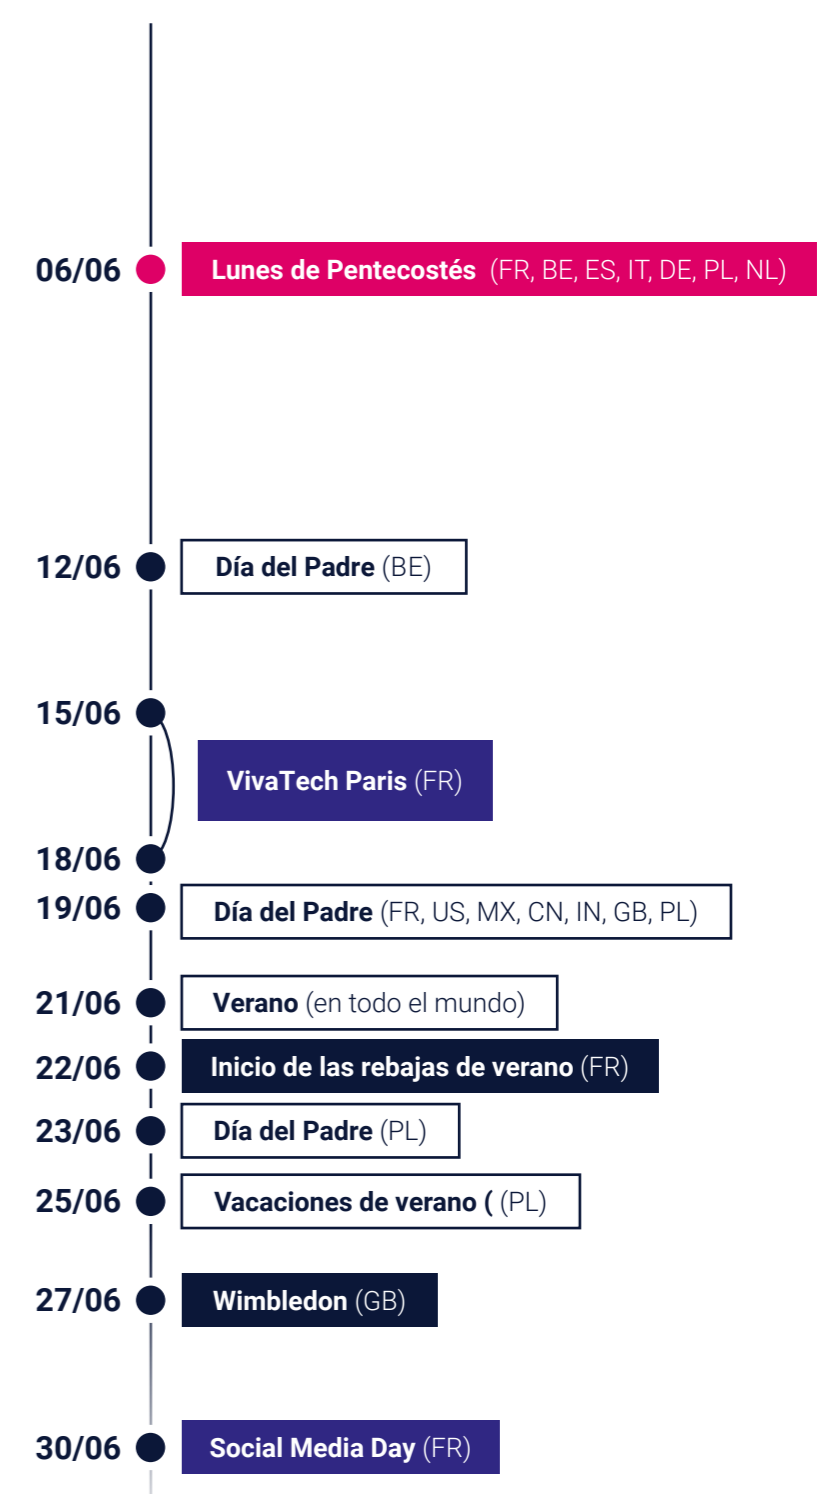 06/06 Lunes de Pentecostés (FR, BE, ES, IT, DE, PL, NL)
12/06 Día del Padre (BE)
15/06
VivaTech Paris (FR)
18/06
19/06 Día del Padre (FR, US, MX, CN, IN, GB, PL)
21/06 Verano (en todo el mundo)
22/06 Inicio de las rebajas de verano (FR)
23/06 Día del Padre (PL)
25/06 Vacaciones de verano ( (PL)
27/06 Wimbledon (GB)
30/06 Social Media Day (FR)